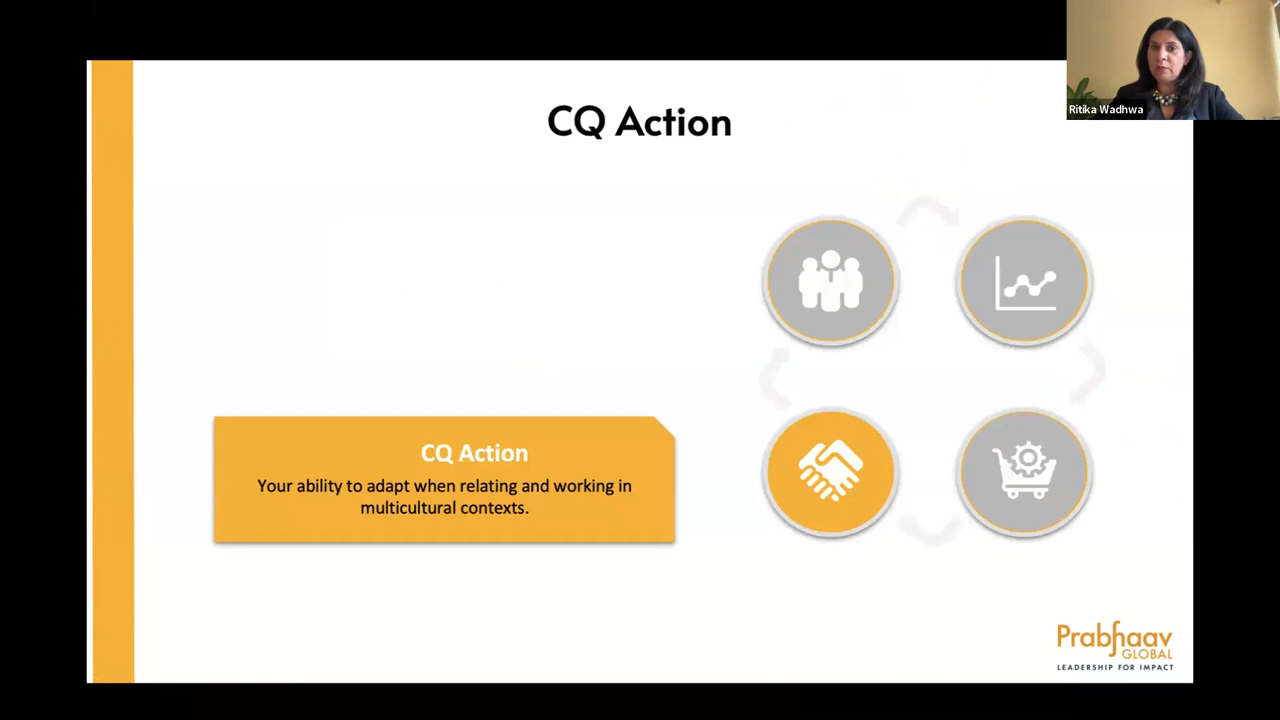 CQ Action
Ritika Wadhwa
CQ Action
Your ability to adapt when relating and working in
multicultural contexts.
Prabhaav
GLOBAL
LEADERSHIP FOR IMPACT